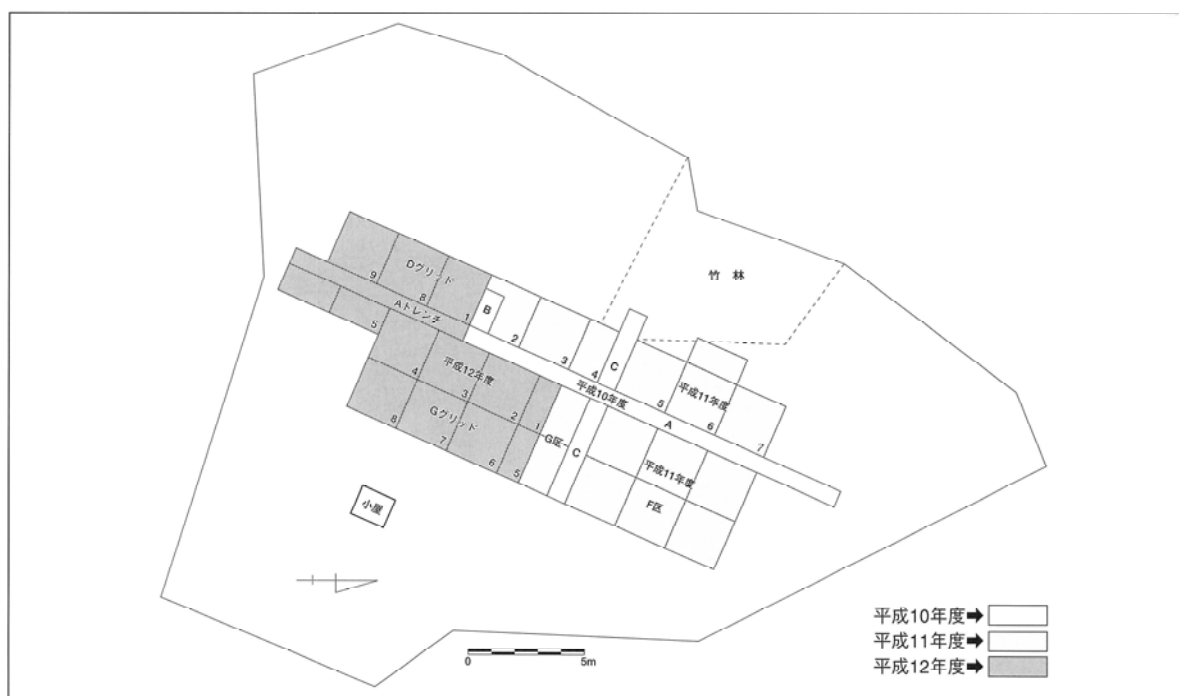 竹 林
Dグリッド
9
8
1
Aトレンチ
B
2
3
4
C
5
平成11年度
6
7
5
平成12年度
4
3
2
1
平成10年度
A
Gグリッド
8
7
6
5
G区
C
平成11年度
F区
小屋
0
5m
平成10年度➡
平成11年度➡
平成12年度➡